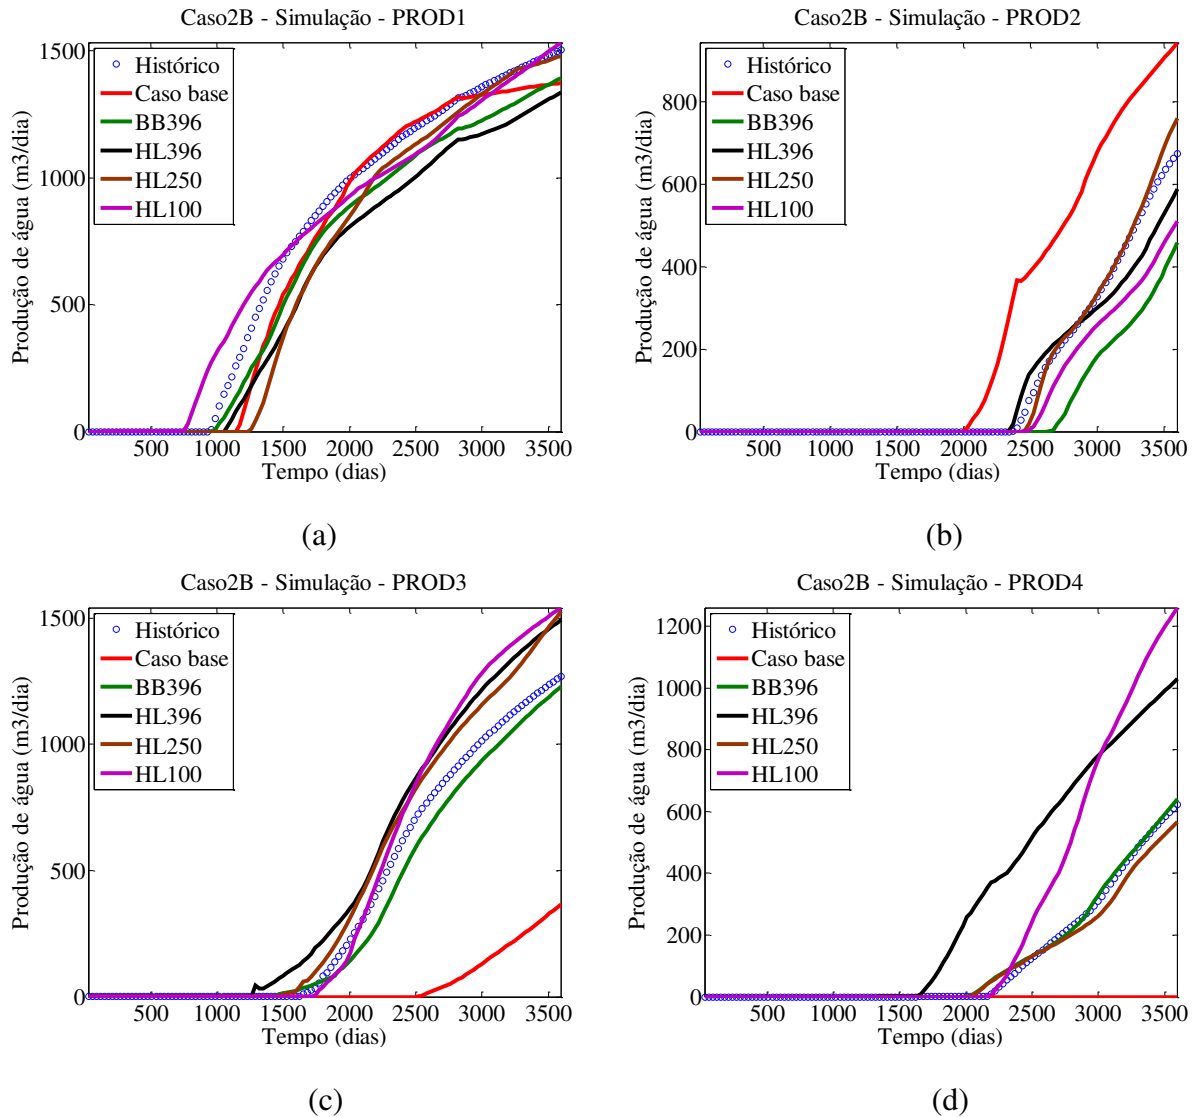 Caso2B - Simulação - PROD1
1500
1000
500
0
Produção de água (m3/dia)
Histórico
Caso base
BB396
HL396
HL250
HL100
500 1000 1500 2000 2500 3000 3500
Tempo (dias)
(a)
Caso2B - Simulação - PROD2
800
600
400
200
0
Produção de água (m3/dia)
Histórico
Caso base
BB396
HL396
HL250
HL100
500 1000 1500 2000 2500 3000 3500
Tempo (dias)
(b)
Caso2B - Simulação - PROD3
1500
1000
500
0
Produção de água (m3/dia)
Histórico
Caso base
BB396
HL396
HL250
HL100
500 1000 1500 2000 2500 3000 3500
Tempo (dias)
(c)
Caso2B - Simulação - PROD4
1200
1000
800
600
400
200
0
Produção de água (m3/dia)
Histórico
Caso base
BB396
HL396
HL250
HL100
500 1000 1500 2000 2500 3000 3500
Tempo (dias)
(d)